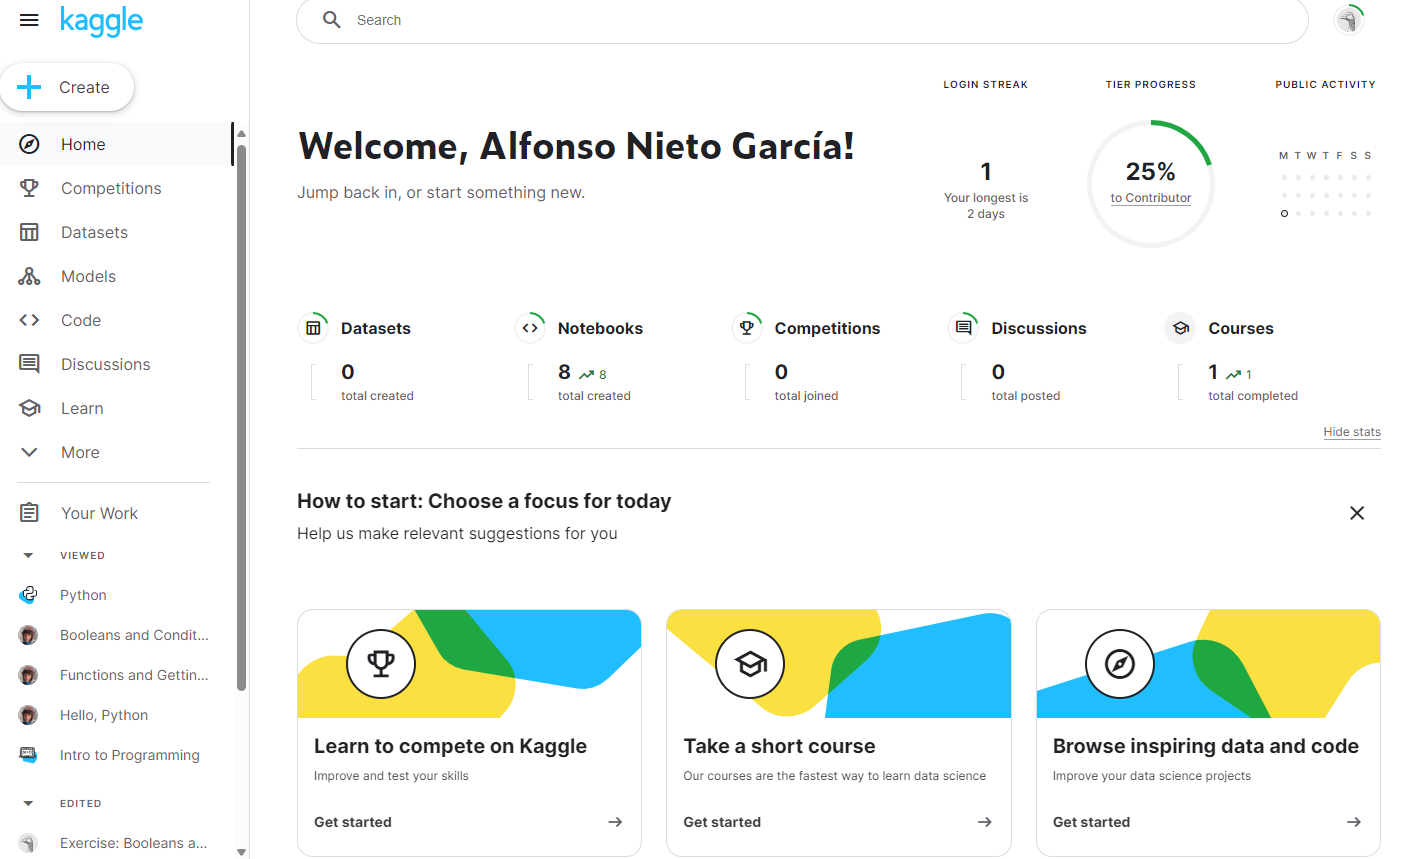 kaggle
Search
Create
Home
Competitions
Datasets
Models
Code
Discussions
Learn
More
Your Work
VIEWED
Python
Booleans and Condit...
Functions and Gettin...
Hello, Python
Intro to Programming
EDITED
Exercise: Booleans a...
Welcome, Alfonso Nieto García!
Jump back in, or start something new.
LOGIN STREAK
1
Your longest is
2 days
TIER PROGRESS
25%
to Contributor
PUBLIC ACTIVITY
M T W T F S S
Datasets
0
total created
Notebooks
8 8
total created
Competitions
0
total joined
Discussions
0
total posted
Courses
1 1
total completed
Hide stats
How to start: Choose a focus for today
Help us make relevant suggestions for you
Learn to compete on Kaggle
Improve and test your skills
Get started
Take a short course
Our courses are the fastest way to learn data science
Get started
Browse inspiring data and code
Improve your data science projects
Get started